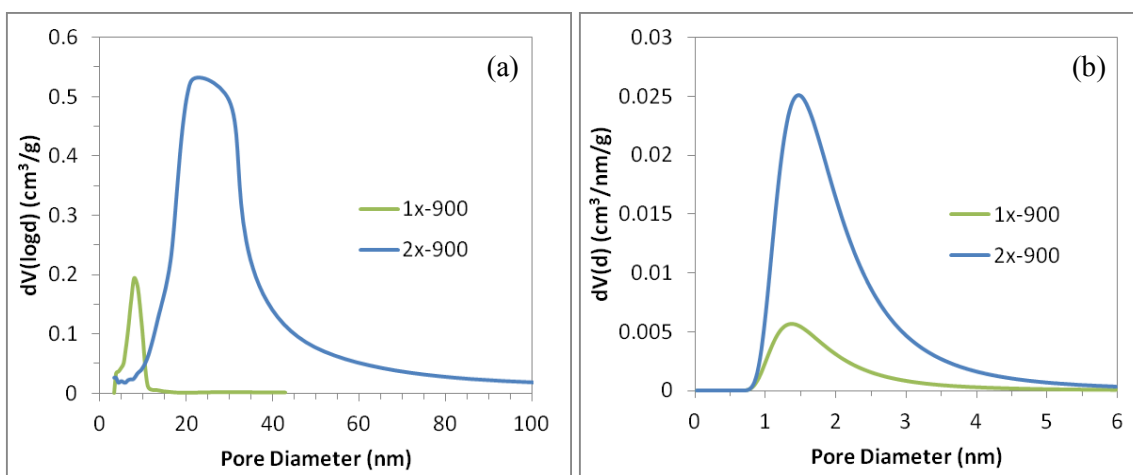 (a)
dV(logd) (cm³/g)
0.6
0.5
0.4
0.3
0.2
0.1
0
1x-900
2x-900
0 20 40 60 80 100
Pore Diameter (nm)
(b)
dV(d) (cm³/nm/g)
0.03
0.025
0.02
0.015
0.01
0.005
0
1x-900
2x-900
0 1 2 3 4 5 6
Pore Diameter (nm)